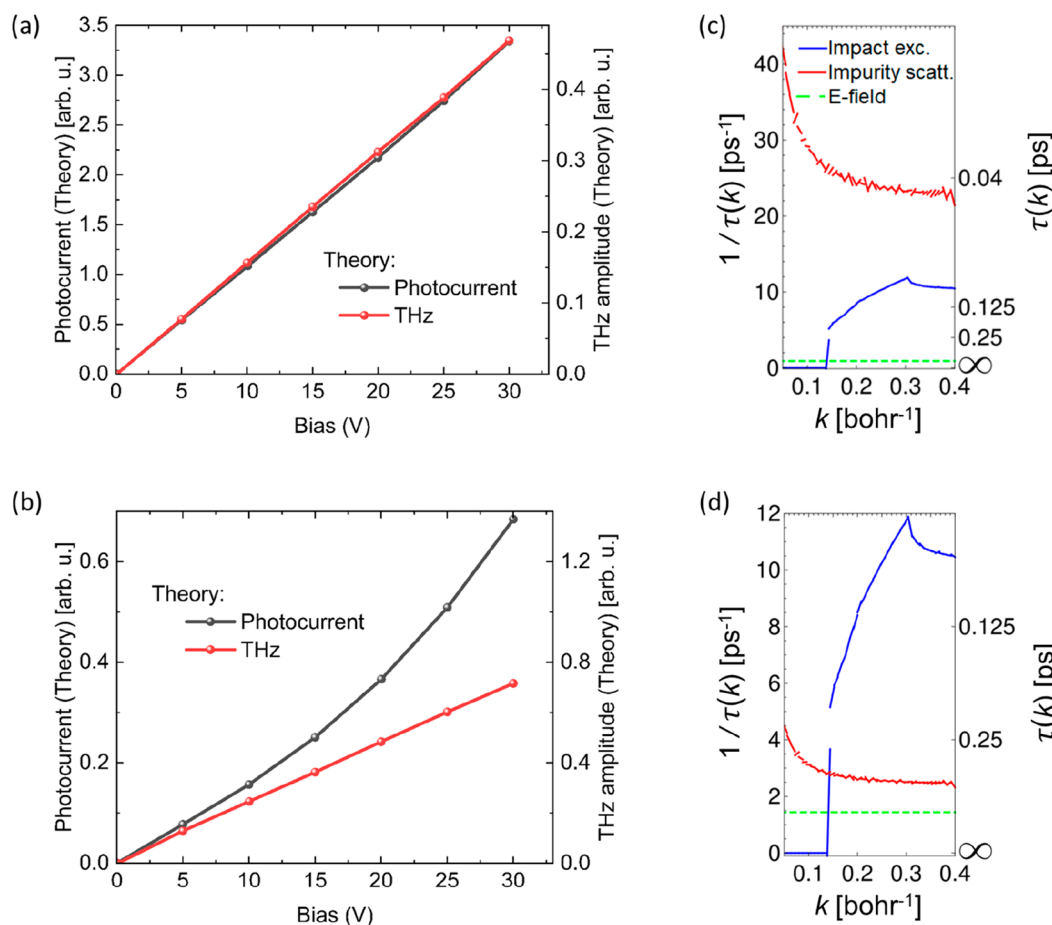 (a)
3.5
3.0
2.5
2.0
1.5
1.0
0.5
0.0
Photocurrent (Theory) [arb. u.]
0.4
0.3
0.2
0.1
0.0
THz amplitude (Theory) [arb. u.]
Theory:
Photocurrent
THz
0 5 10 15 20 25 30
Bias (V)
(c)
Impact exc.
Impurity scatt.
E-field
40
30
20
10
0
1 / τ(k) [ps⁻¹]
0.04
0.125
0.25
∞
τ(k) [ps]
0.1 0.2 0.3 0.4
k [bohr⁻¹]
(b)
0.6
0.4
0.2
0.0
Photocurrent (Theory) [arb. u.]
1.2
0.8
0.4
0.0
THz amplitude (Theory) [arb. u.]
Theory:
Photocurrent
THz
0 5 10 15 20 25 30
Bias (V)
(d)
12
10
8
6
4
2
0
1 / τ(k) [ps⁻¹]
0.125
0.25
∞
τ(k) [ps]
0.1 0.2 0.3 0.4
k [bohr⁻¹]